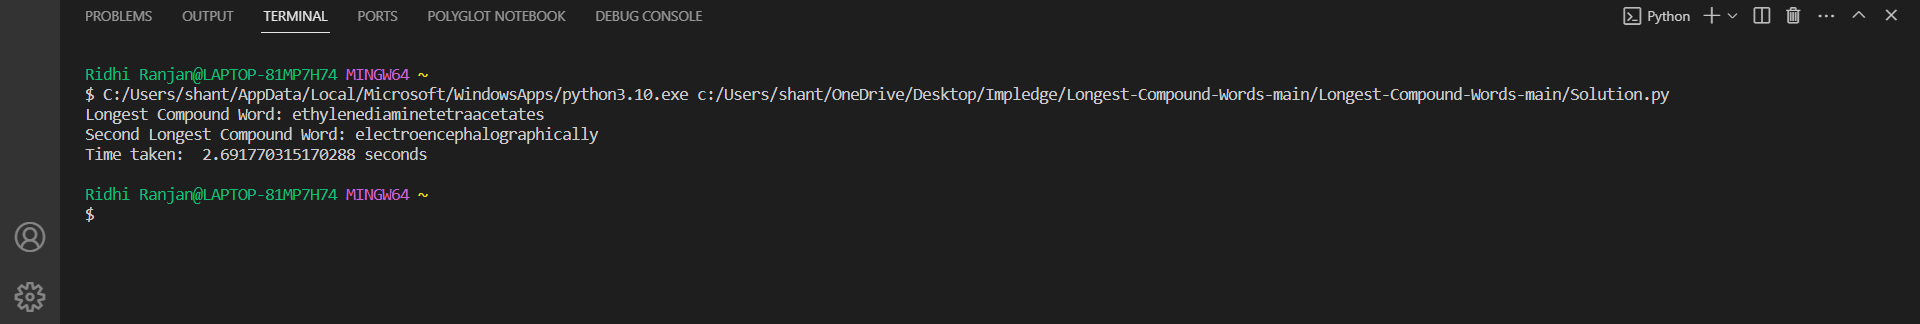 PROBLEMS OUTPUT TERMINAL PORTS POLYGLOT NOTEBOOK DEBUG CONSOLE Python
Ridhi Ranjan@LAPTOP-81MP7H74 MINGW64 ~
$ C:/Users/shant/AppData/Local/Microsoft/WindowsApps/python3.10.exe c:/Users/shant/OneDrive/Desktop/Impledge/Longest-Compound-Words-main/Longest-Compound-Words-main/Solution.py
Longest Compound Word: ethylenediaminetetraacetates
Second Longest Compound Word: electroencephalographically
Time taken:  2.691770315170288 seconds
Ridhi Ranjan@LAPTOP-81MP7H74 MINGW64 ~
$